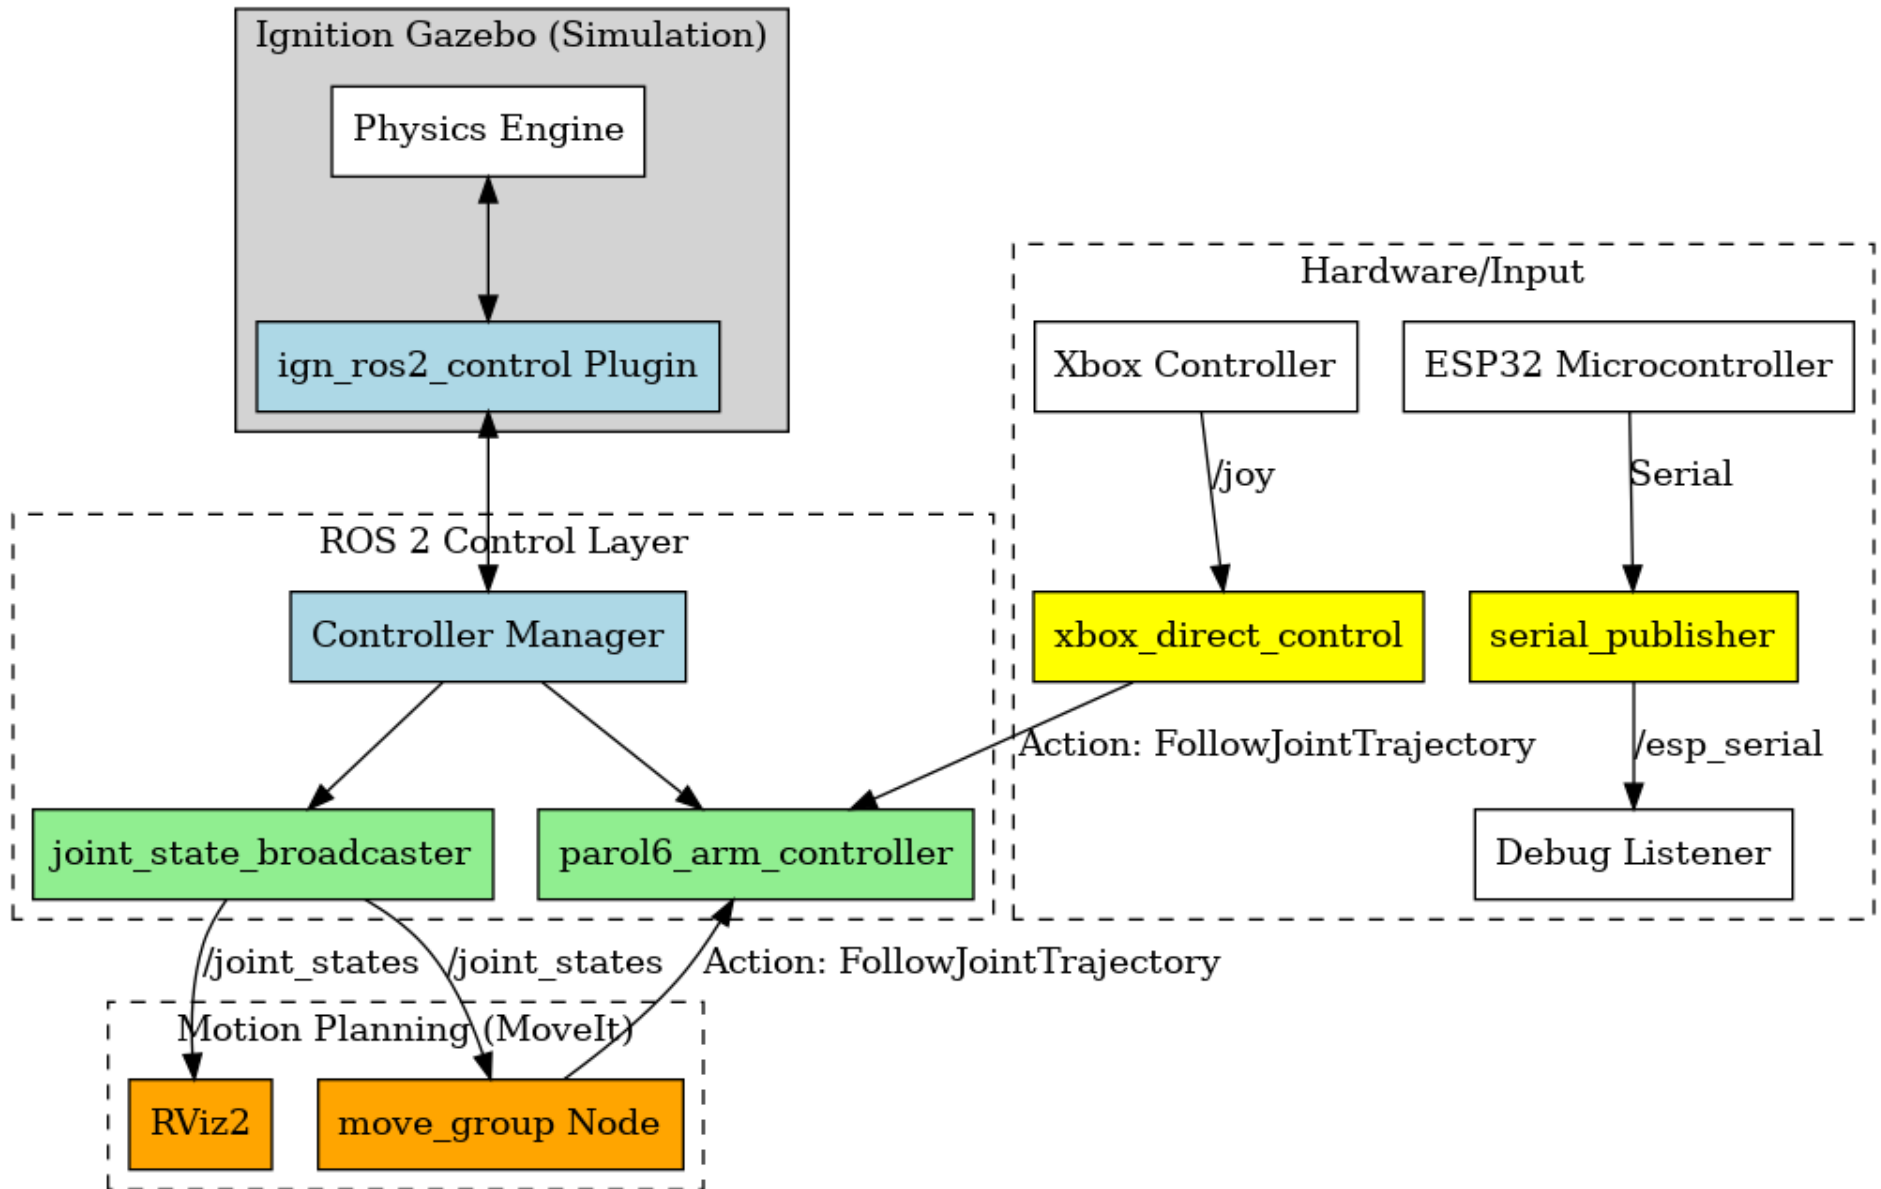 Ignition Gazebo (Simulation)
Physics Engine
ign_ros2_control Plugin
Hardware/Input
Xbox Controller
ESP32 Microcontroller
/joy
Serial
ROS 2 Control Layer
Controller Manager
xbox_direct_control
serial_publisher
Action: FollowJointTrajectory
/esp_serial
joint_state_broadcaster
parol6_arm_controller
Debug Listener
/joint_states
/joint_states
Action: FollowJointTrajectory
Motion Planning (MoveIt)
RViz2
move_group Node